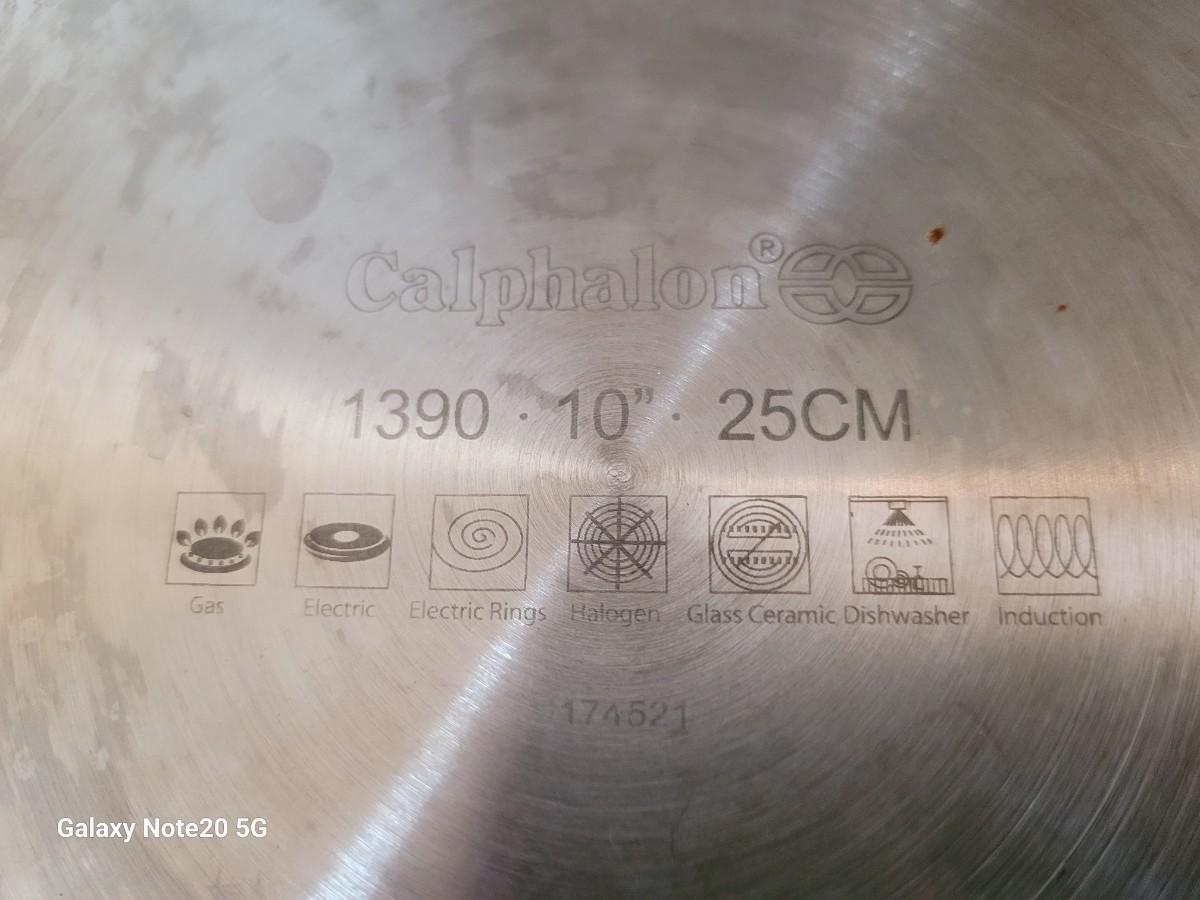 Calphalon®
1390 · 10” · 25CM
Gas Electric Electric Rings Halogen Glass Ceramic Dishwasher Induction
174521
Galaxy Note20 5G